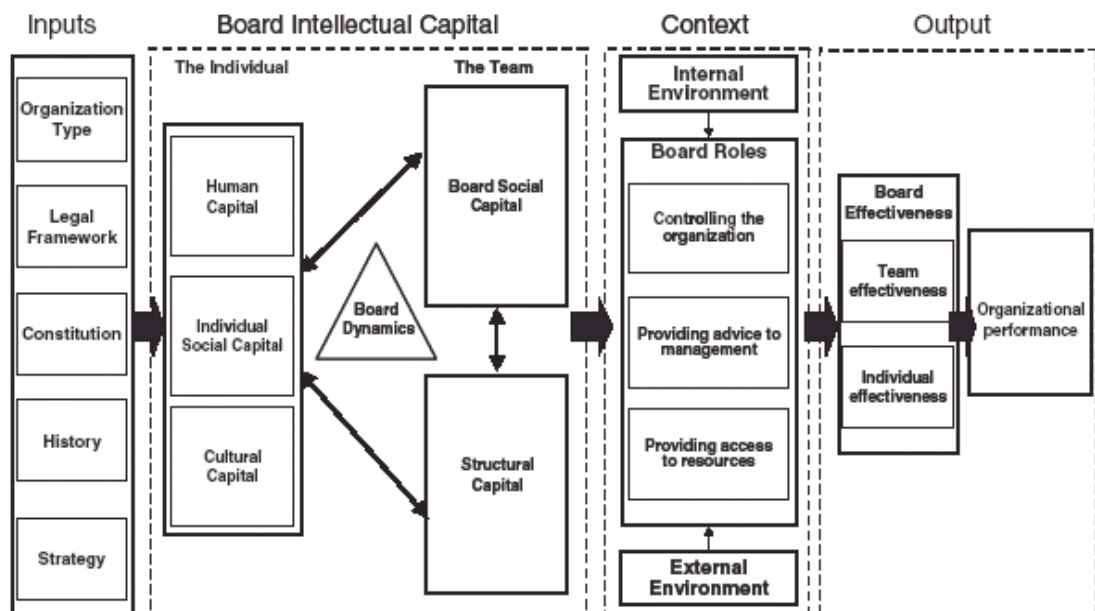 Inputs
Board Intellectual Capital
Context
Output
Organization
Type
Legal
Framework
Constitution
History
Strategy
The Individual
The Team
Human
Capital
Individual
Social Capital
Cultural
Capital
Board
Dynamics
Board Social
Capital
Structural
Capital
Internal
Environment
Board Roles
Controlling the
organization
Providing advice to
management
Providing access
to resources
External
Environment
Board
Effectiveness
Team
effectiveness
Individual
effectiveness
Organizational
performance